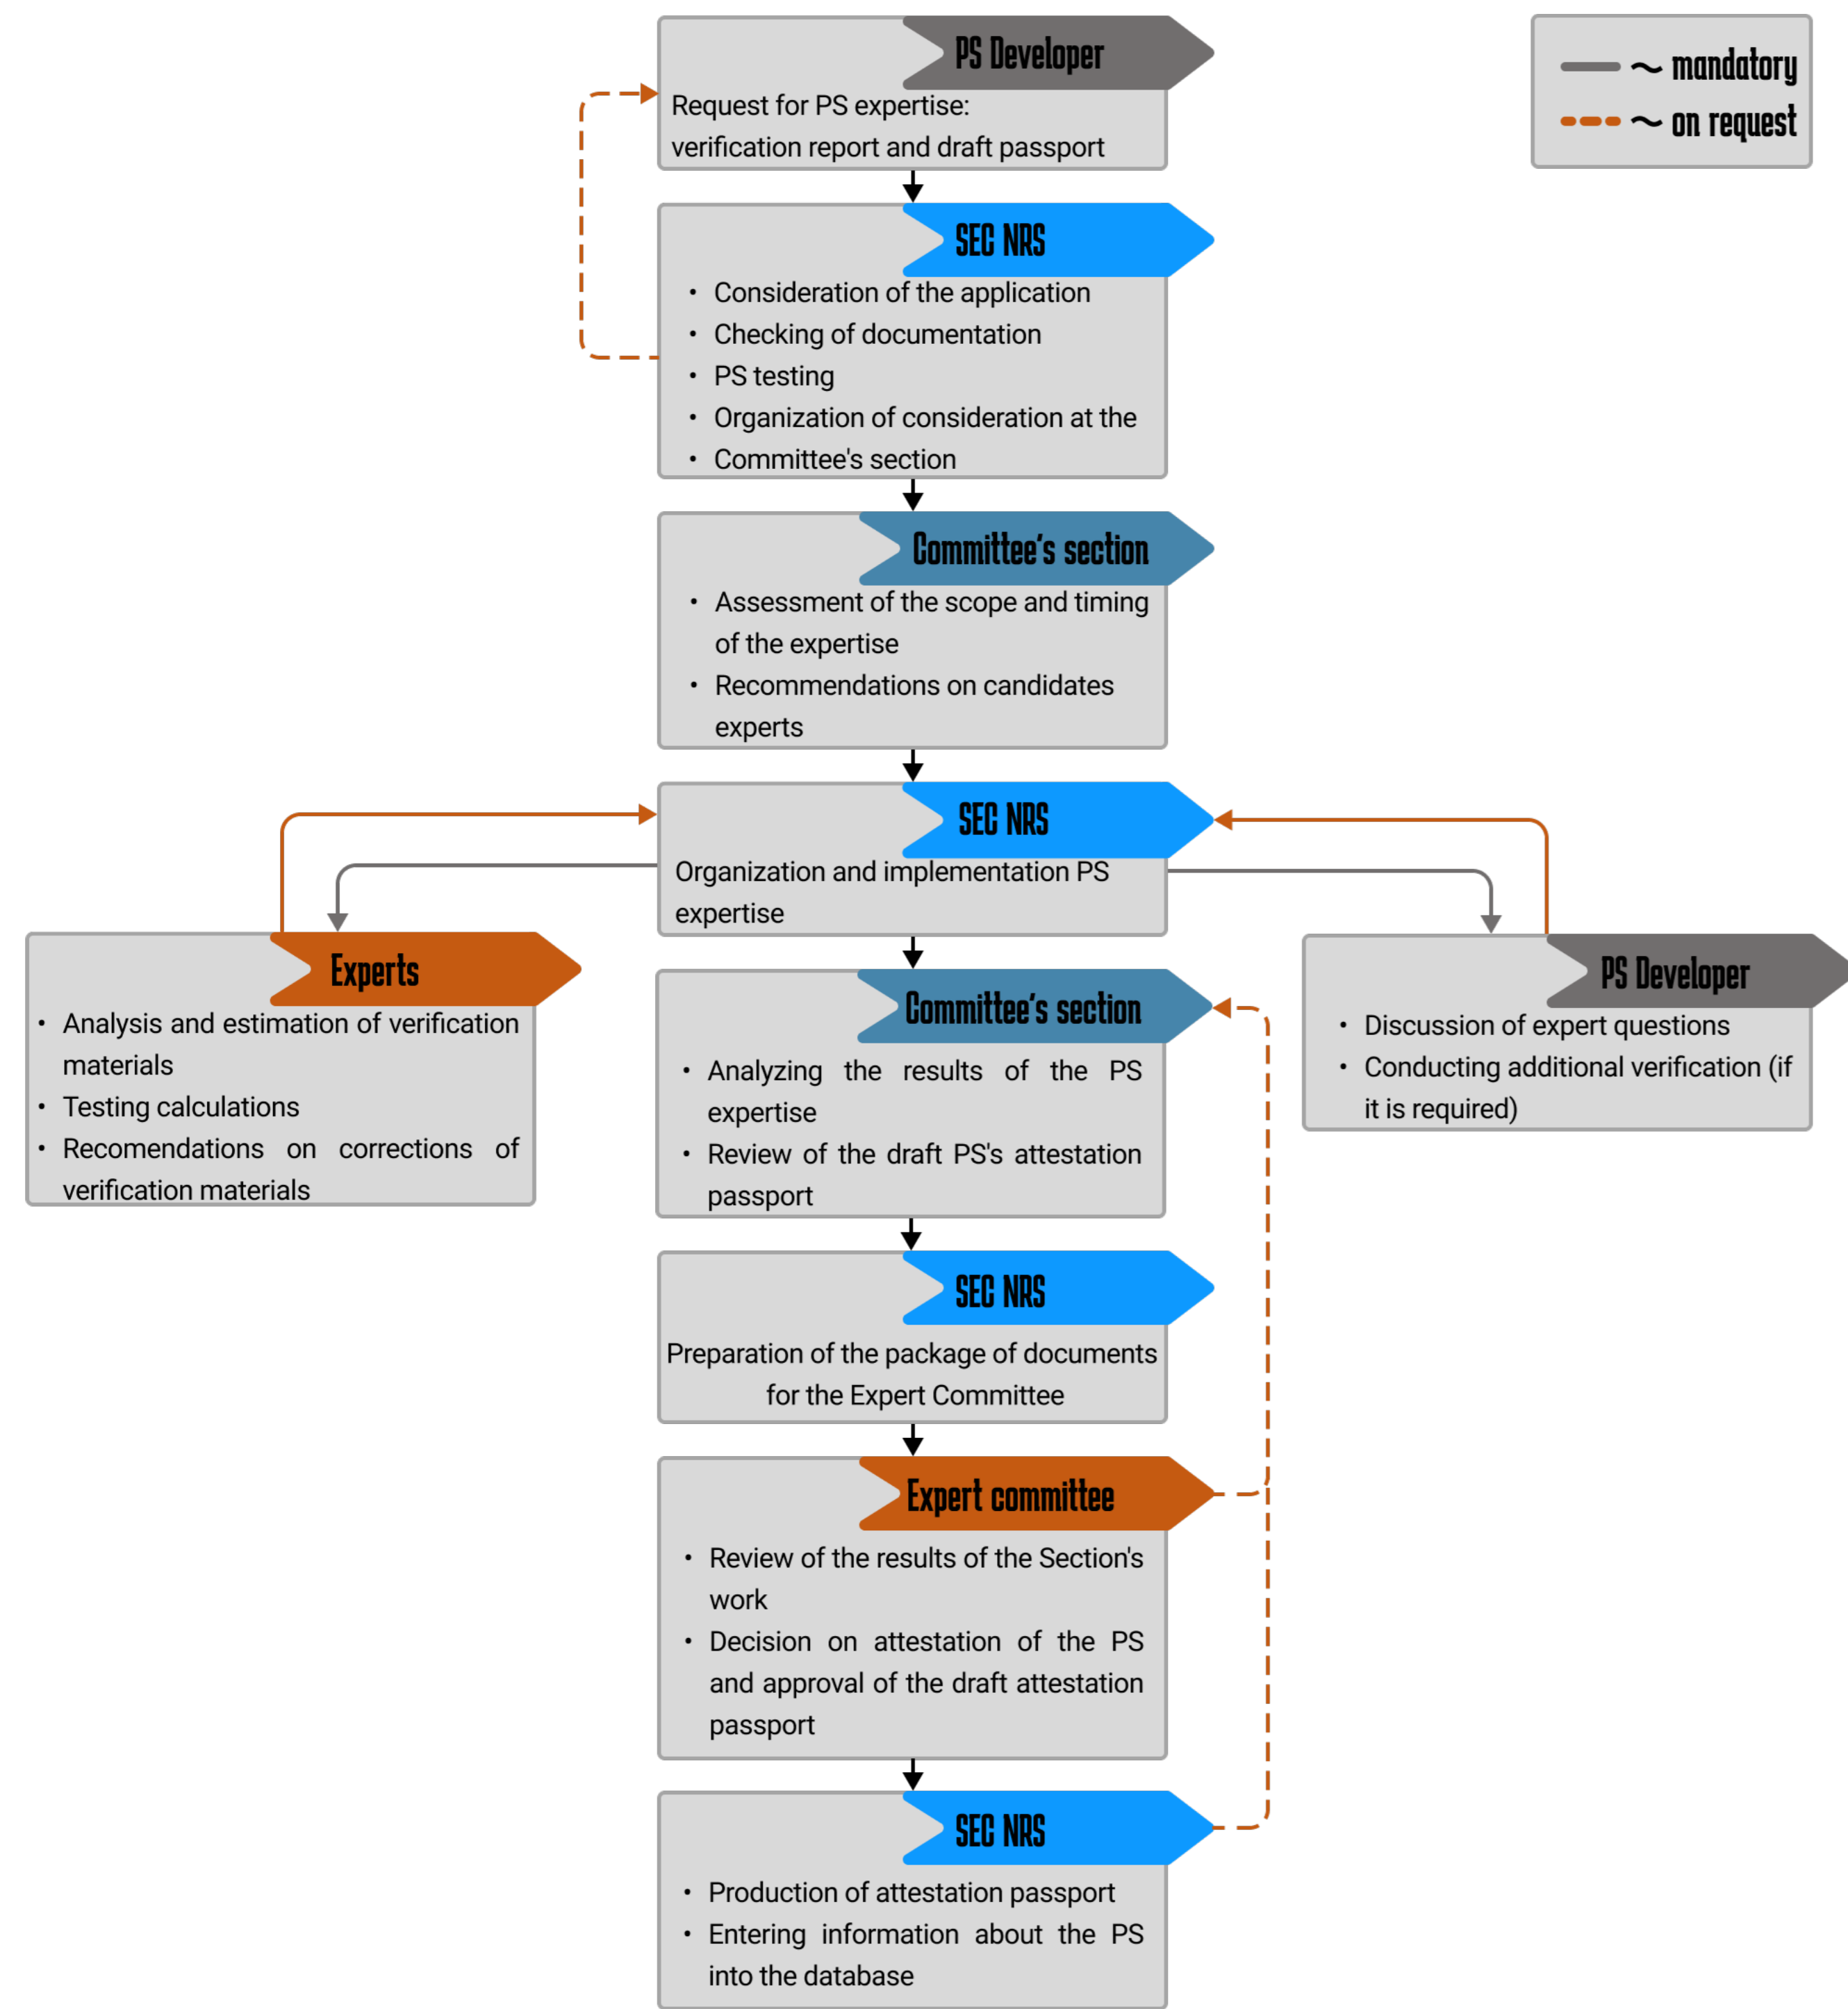 PS Developer
Request for PS expertise:
verification report and draft passport
~ mandatory
~ on request
SEC NRS
• Consideration of the application
• Checking of documentation
• PS testing
• Organization of consideration at the
• Committee's section
Committee's section
• Assessment of the scope and timing
of the expertise
• Recommendations on candidates
experts
SEC NRS
Organization and implementation PS
expertise
Experts
• Analysis and estimation of verification
materials
• Testing calculations
• Recomendations on corrections of
verification materials
PS Developer
• Discussion of expert questions
• Conducting additional verification (if
it is required)
Committee's section
• Analyzing the results of the PS
expertise
• Review of the draft PS's attestation
passport
SEC NRS
Preparation of the package of documents
for the Expert Committee
Expert committee
• Review of the results of the Section's
work
• Decision on attestation of the PS
and approval of the draft attestation
passport
SEC NRS
• Production of attestation passport
• Entering information about the PS
into the database